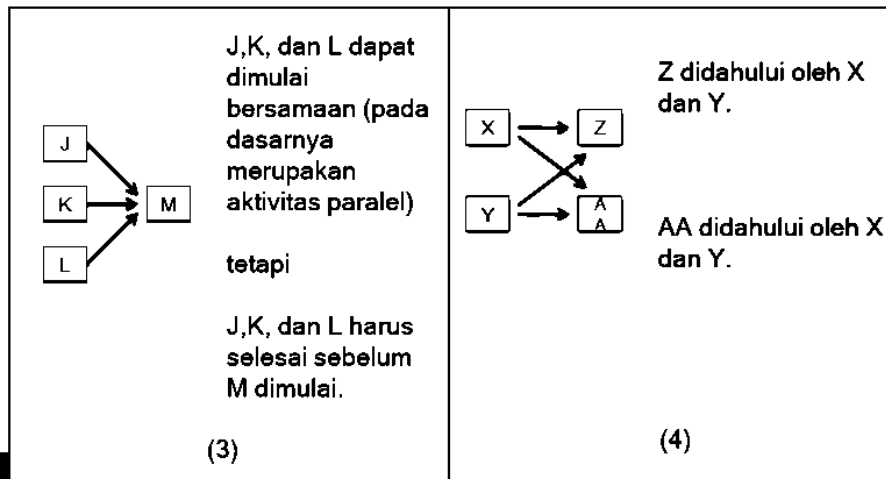 J
K
L
M
J,K, dan L dapat
dimulai
bersamaan (pada
dasarnya
merupakan
aktivitas paralel)
tetapi
J,K, dan L harus
selesai sebelum
M dimulai.
(3)
X
Y
Z
A
A
Z didahului oleh X
dan Y.
AA didahului oleh X
dan Y.
(4)